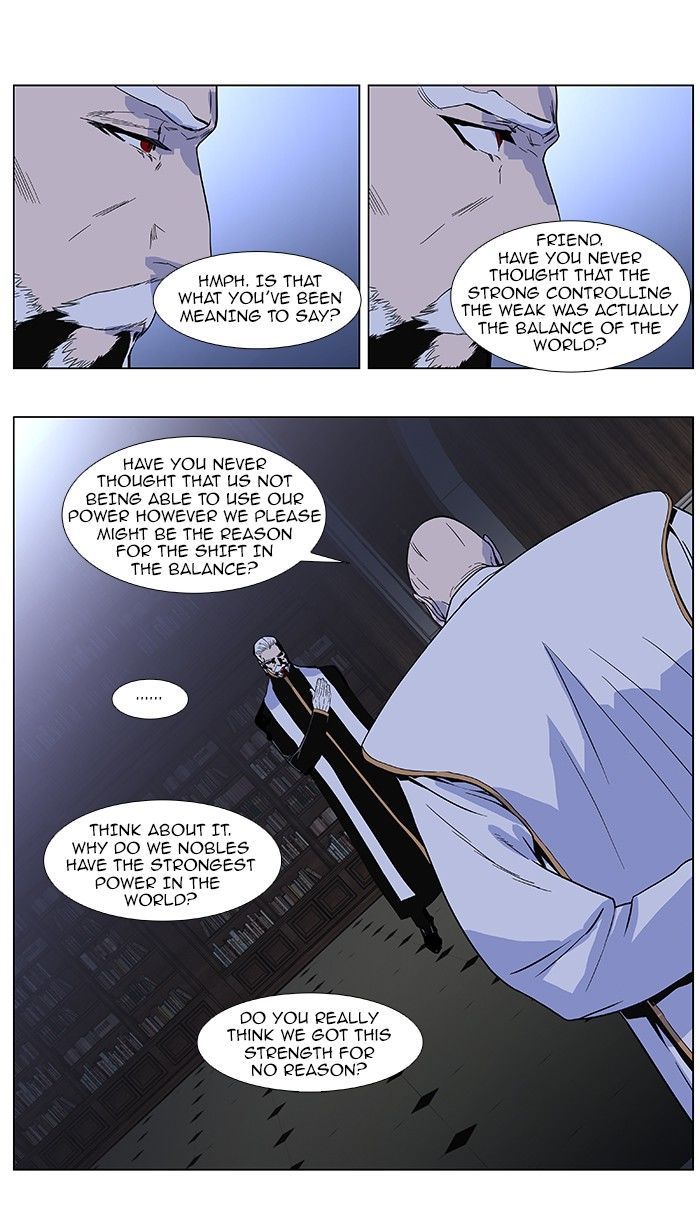 HMPH. IS THAT
WHAT YOU'VE BEEN
MEANING TO SAY?
FRIEND.
HAVE YOU NEVER
THOUGHT THAT THE
STRONG CONTROLLING
THE WEAK WAS ACTUALLY
THE BALANCE OF THE
WORLD?
HAVE YOU NEVER
THOUGHT THAT US NOT
BEING ABLE TO USE OUR
POWER HOWEVER WE PLEASE
MIGHT BE THE REASON
FOR THE SHIFT IN
THE BALANCE?
......
THINK ABOUT IT.
WHY DO WE NOBLES
HAVE THE STRONGEST
POWER IN THE
WORLD?
DO YOU REALLY
THINK WE GOT THIS
STRENGTH FOR
NO REASON?